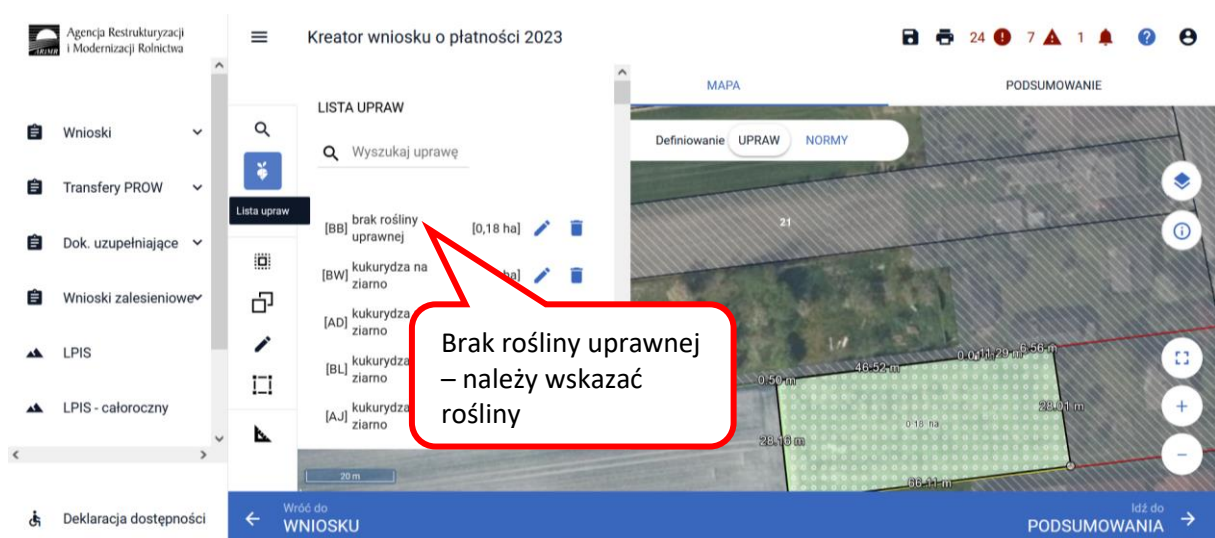 ARiMR
Agencja Restrukturyzacji
i Modernizacji Rolnictwa
Kreator wniosku o płatności 2023
24
7
1
Wnioski
Transfery PROW
Dok. uzupełniające
Wnioski zalesieniowe
LPIS
LPIS - całoroczny
Deklaracja dostępności
Lista upraw
LISTA UPRAW
Wyszukaj uprawę
[BB] brak rośliny
uprawnej
[0,18 ha]
[BW] kukurydza na
ziarno
ha]
[AD] kukurydza
ziarno
[BL] kukurydza
ziarno
[AJ] kukurydza
ziarno
Brak rośliny uprawnej
– należy wskazać
rośliny
MAPA
PODSUMOWANIE
Definiowanie UPRAW NORMY
21
0.50 m
46.52 m
6.56 m
28.01 m
0.18 ha
28.16 m
66.11 m
20 m
Wróć do
WNIOSKU
Idź do
PODSUMOWANIA